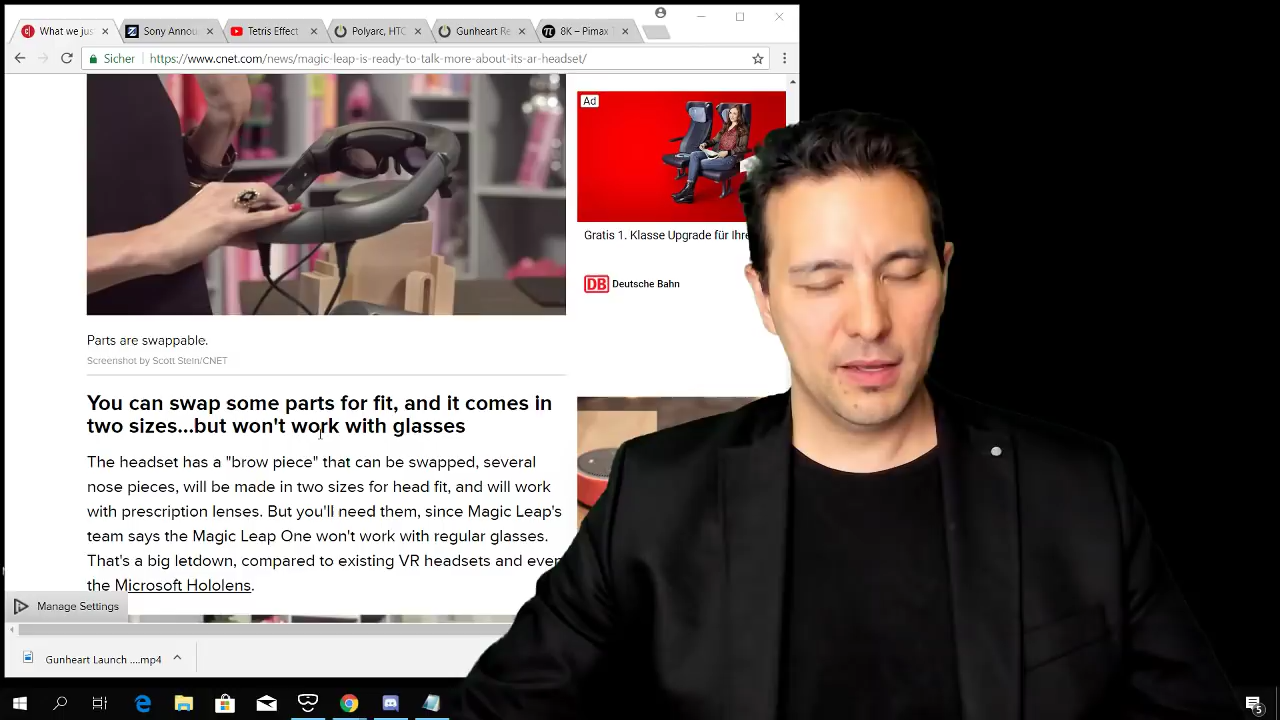 What we jus
Sony Annou
Tetris Effect
Polyarc, HTC
Gunheart Re
8K – Pimax T
Sicher
https://www.cnet.com/news/magic-leap-is-ready-to-talk-more-about-its-ar-headset/
Ad
Gratis 1. Klasse Upgrade für Ihre
DB Deutsche Bahn
Parts are swappable.
Screenshot by Scott Stein/CNET
You can swap some parts for fit, and it comes in
two sizes...but won't work with glasses
The headset has a "brow piece" that can be swapped, several
nose pieces, will be made in two sizes for head fit, and will work
with prescription lenses. But you'll need them, since Magic Leap's
team says the Magic Leap One won't work with regular glasses.
That's a big letdown, compared to existing VR headsets and even
the Microsoft Hololens.
Manage Settings
Gunheart Launch ....mp4
5